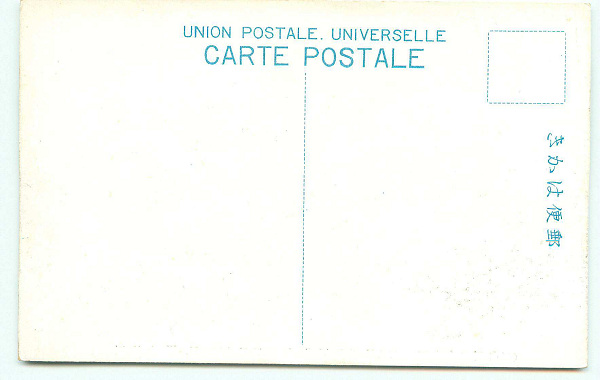 UNION POSTALE. UNIVERSELLE
CARTE POSTALE
郵便はかき